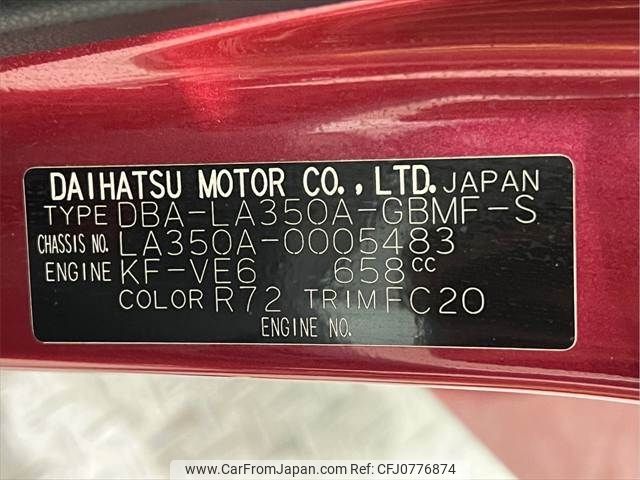 DAIHATSU MOTOR CO., LTD. JAPAN
TYPE DBA-LA350A-GBMF-S
CHASSIS NO. LA350A-0005483
ENGINE KF-VE6 658cc
COLOR R72 TRIM FC20
ENGINE NO.
www.CarFromJapan.com | Ref No. CFJ0776874